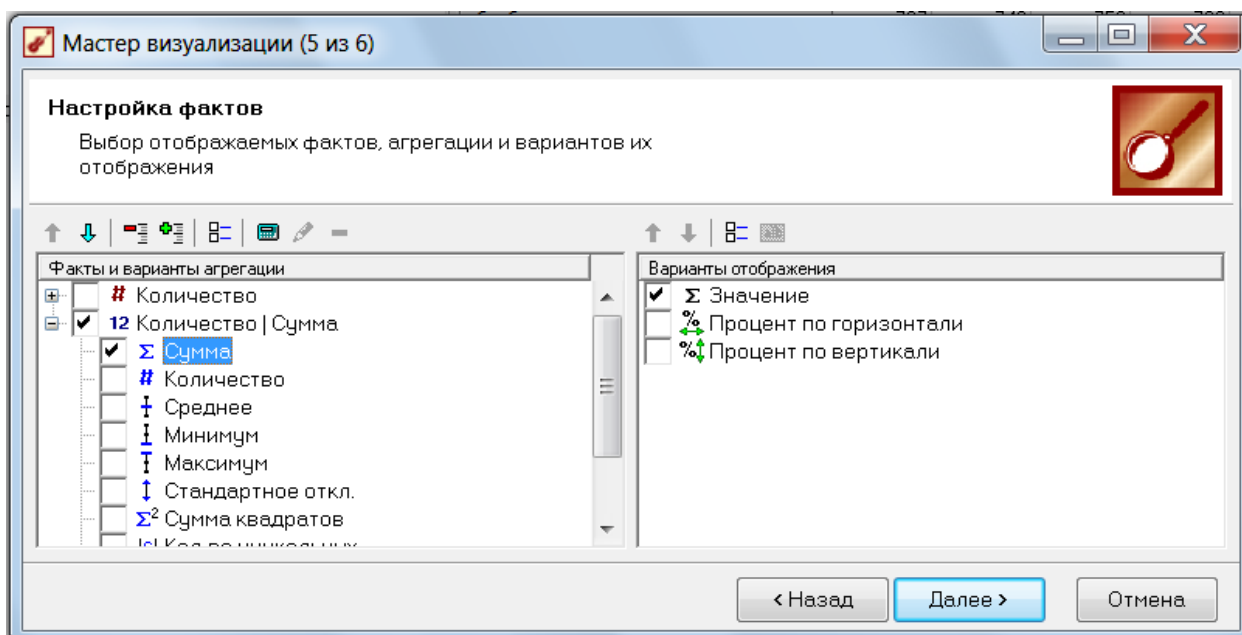 Мастер визуализации (5 из 6)
Настройка фактов
Выбор отображаемых фактов, агрегации и вариантов их
отображения
Факты и варианты агрегации
# Количество
12 Количество | Сумма
Σ Сумма
# Количество
Среднее
Минимум
Максимум
Стандартное откл.
Σ² Сумма квадратов
Варианты отображения
Σ Значение
% Процент по горизонтали
% Процент по вертикали
< Назад
Далее >
Отмена